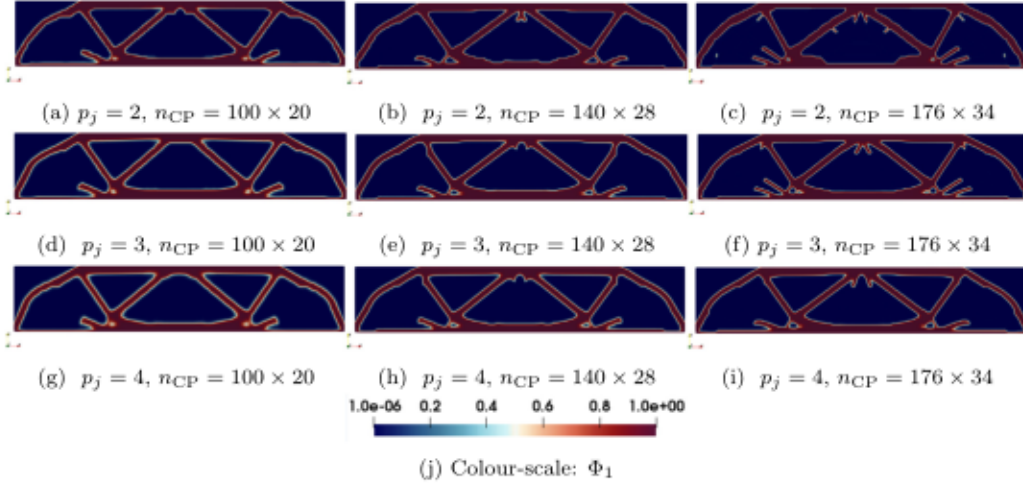 (a) p_j = 2, n_CP = 100 × 20 (b) p_j = 2, n_CP = 140 × 28 (c) p_j = 2, n_CP = 176 × 34
(d) p_j = 3, n_CP = 100 × 20 (e) p_j = 3, n_CP = 140 × 28 (f) p_j = 3, n_CP = 176 × 34
(g) p_j = 4, n_CP = 100 × 20 (h) p_j = 4, n_CP = 140 × 28 (i) p_j = 4, n_CP = 176 × 34
1.0e-06 0.2 0.4 0.6 0.8 1.0e+00
(j) Colour-scale: Φ_1